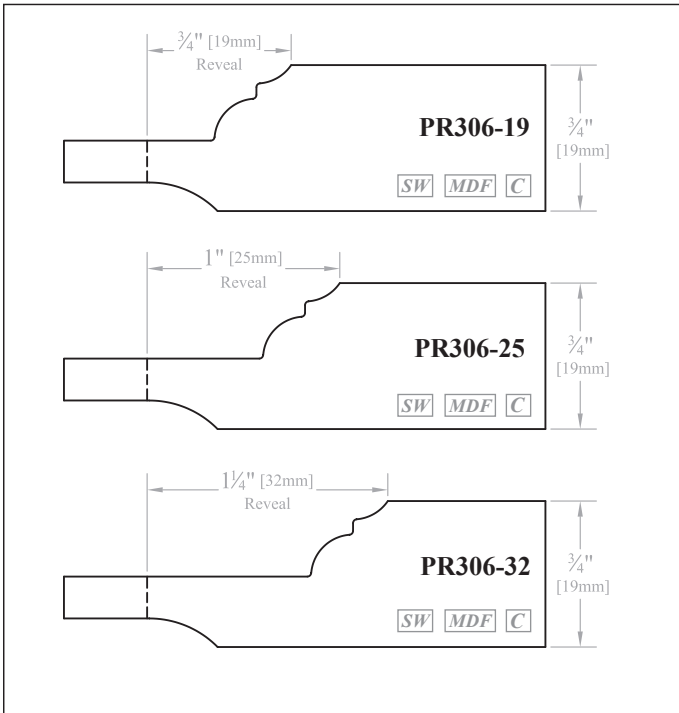 ¾" [19mm]
Reveal
PR306-19
¾"
[19mm]
SW MDF C
1" [25mm]
Reveal
PR306-25
¾"
[19mm]
SW MDF C
1¼" [32mm]
Reveal
PR306-32
¾"
[19mm]
SW MDF C